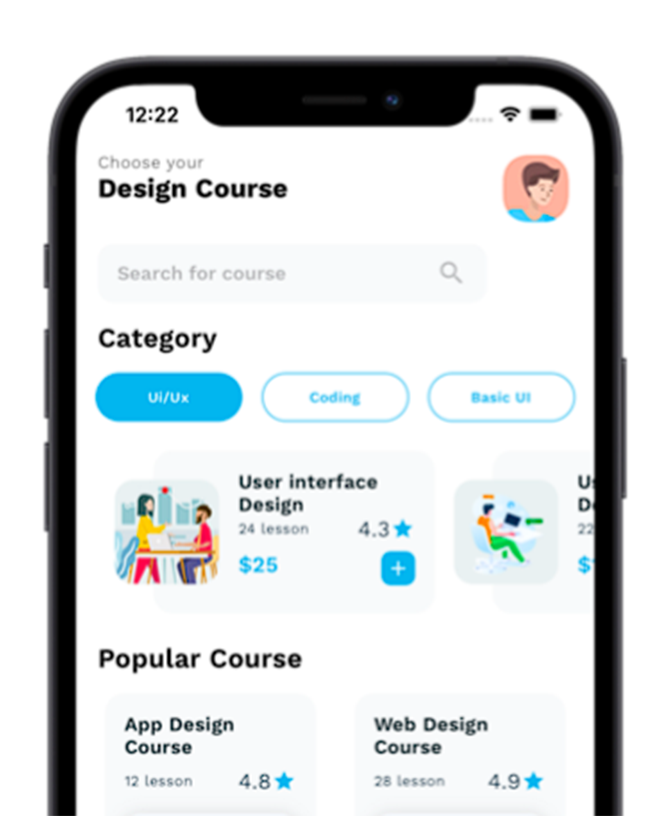 12:22
Choose your
Design Course
Search for course
Category
Ui/Ux
Coding
Basic UI
User interface
Design
24 lesson
4.3
$25
22
Popular Course
App Design
Course
12 lesson
4.8
Web Design
Course
28 lesson
4.9